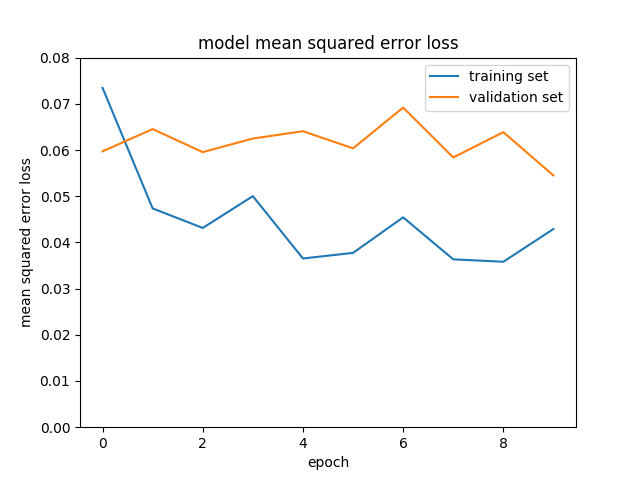 model mean squared error loss
training set
validation set
0.08
0.07
0.06
0.05
0.04
0.03
0.02
0.01
0.00
mean squared error loss
0 2 4 6 8
epoch